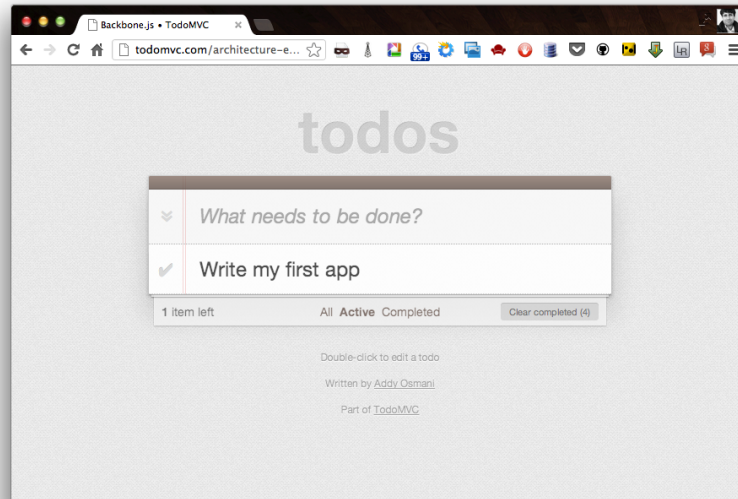 Backbone.js • TodoMVC
todomvc.com/architecture-e...
99+
LR
8
todos
What needs to be done?
Write my first app
1 item left All Active Completed Clear completed (4)
Double-click to edit a todo
Written by Addy Osmani
Part of TodoMVC